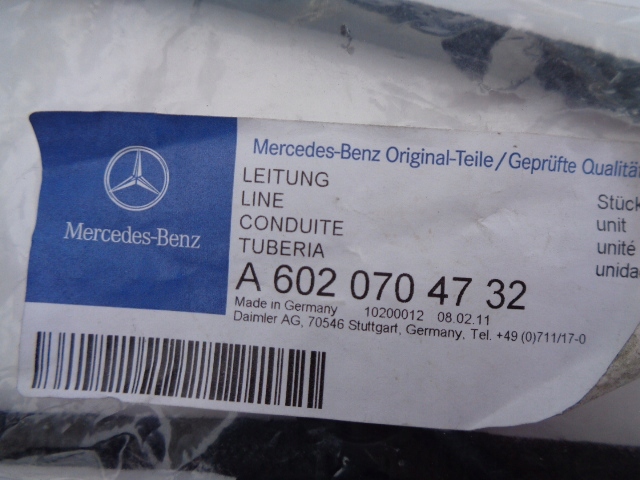 Mercedes-Benz
Mercedes-Benz Original-Teile/Geprüfte Qualität
LEITUNG
LINE
CONDUITE
TUBERIA
Stück
unit
unité
unida
A 602 070 47 32
Made in Germany 10200012 08.02.11
Daimler AG, 70546 Stuttgart, Germany. Tel. +49 (0)711/17-0